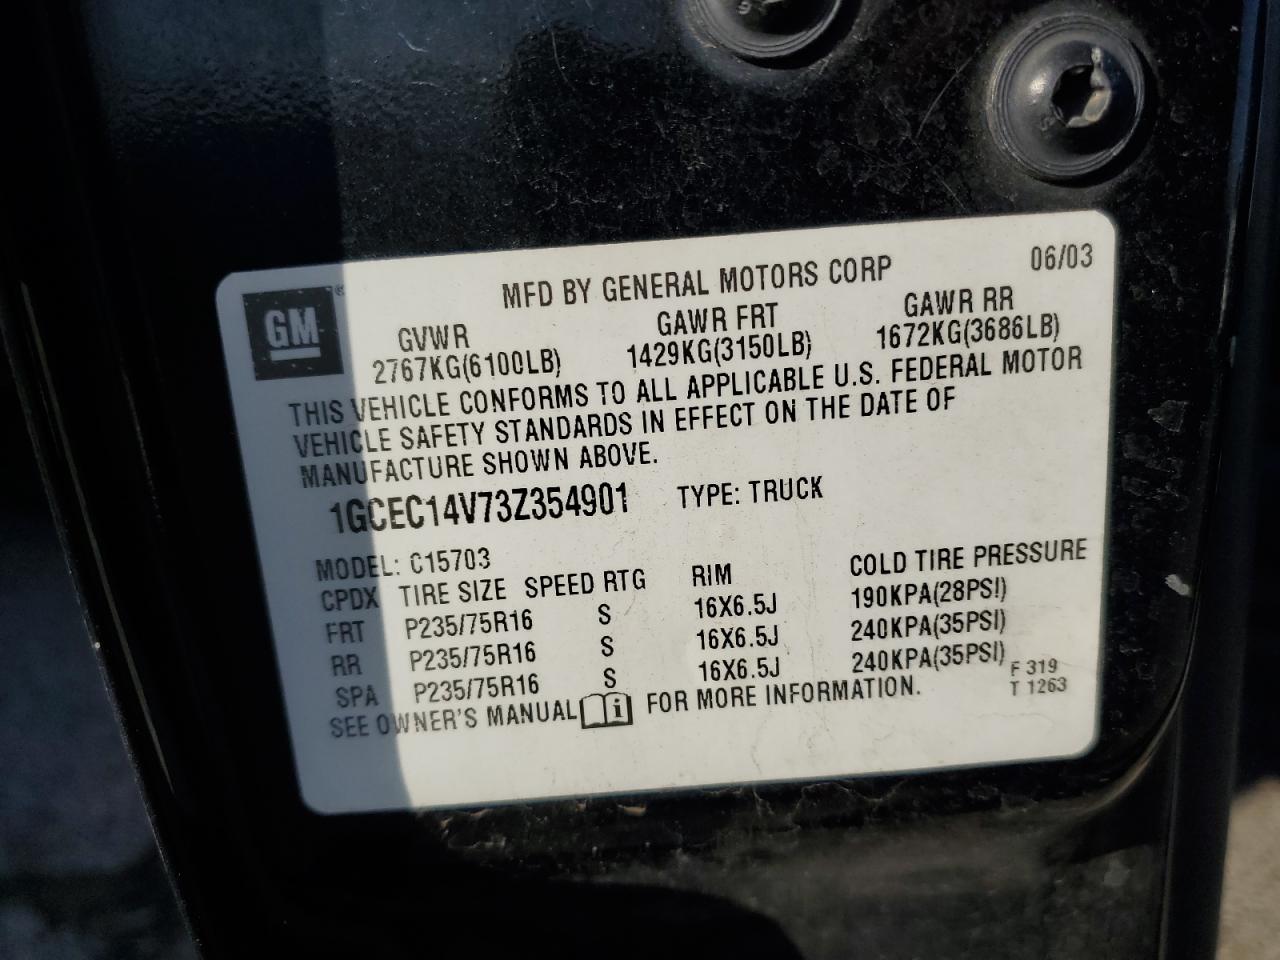 MFD BY GENERAL MOTORS CORP 06/03
GM ®
GVWR GAWR FRT GAWR RR
2767KG(6100LB) 1429KG(3150LB) 1672KG(3686LB)
THIS VEHICLE CONFORMS TO ALL APPLICABLE U.S. FEDERAL MOTOR
VEHICLE SAFETY STANDARDS IN EFFECT ON THE DATE OF
MANUFACTURE SHOWN ABOVE.
1GCEC14V73Z354901 TYPE: TRUCK
MODEL: C15703
CPDX TIRE SIZE SPEED RTG RIM COLD TIRE PRESSURE
FRT P235/75R16 S 16X6.5J 190KPA(28PSI)
RR P235/75R16 S 16X6.5J 240KPA(35PSI)
SPA P235/75R16 S 16X6.5J 240KPA(35PSI)
SEE OWNER'S MANUAL i FOR MORE INFORMATION.
F 319
T 1263